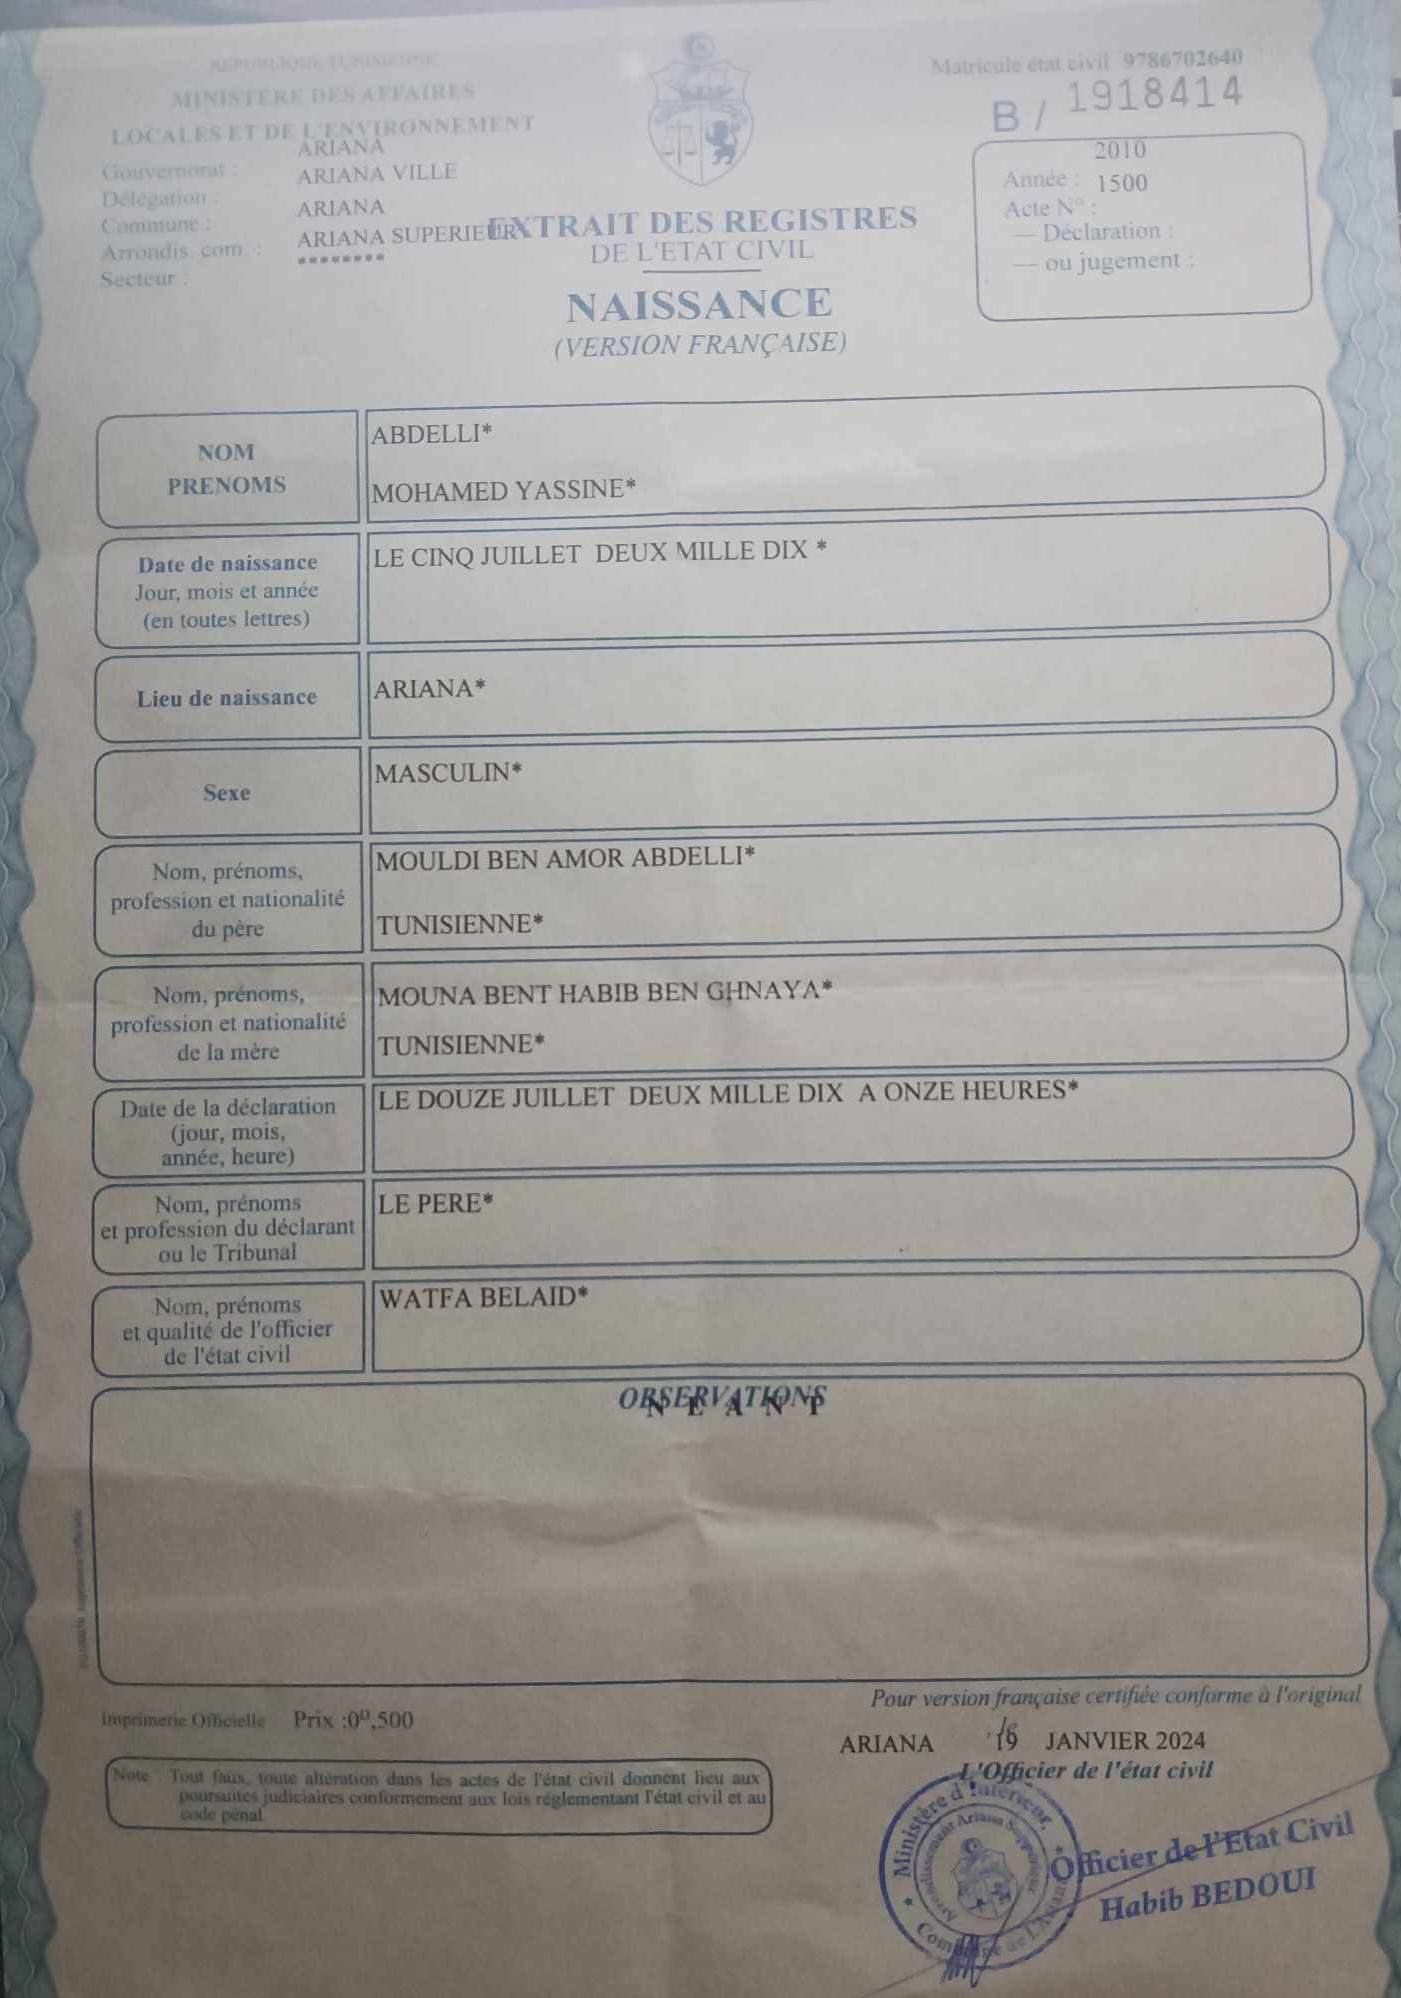 REPUBLIQUE TUNISIENNE
MINISTERE DES AFFAIRES
LOCALES ET DE L'ENVIRONNEMENT
Gouvernorat : ARIANA
Délégation : ARIANA VILLE
Commune : ARIANA
Arrondis. com. : ARIANA SUPERIEUR
Secteur : ********
Matricule état civil 9786702640
B / 1918414
Année : 2010
Acte N° : 1500
— Déclaration :
— ou jugement :
EXTRAIT DES REGISTRES
DE L'ETAT CIVIL
NAISSANCE
(VERSION FRANÇAISE)
NOM
PRENOMS
ABDELLI*
MOHAMED YASSINE*
Date de naissance
Jour, mois et année
(en toutes lettres)
LE CINQ JUILLET DEUX MILLE DIX *
Lieu de naissance
ARIANA*
Sexe
MASCULIN*
Nom, prénoms,
profession et nationalité
du père
MOULDI BEN AMOR ABDELLI*
TUNISIENNE*
Nom, prénoms,
profession et nationalité
de la mère
MOUNA BENT HABIB BEN GHNAYA*
TUNISIENNE*
Date de la déclaration
(jour, mois,
année, heure)
LE DOUZE JUILLET DEUX MILLE DIX A ONZE HEURES*
Nom, prénoms
et profession du déclarant
ou le Tribunal
LE PERE*
Nom, prénoms
et qualité de l'officier
de l'état civil
WATFA BELAID*
OBSERVATIONS
N E A N T
Pour version française certifiée conforme à l'original
Imprimerie Officielle Prix :0ᴰ,500
ARIANA JANVIER 2024
L'Officier de l'état civil
Note : Tout faux, toute altération dans les actes de l'état civil donnent lieu aux
poursuites judiciaires conformement aux lois réglementant l'état civil et au
code pénal
Ministère d'Intérieur.
Arrondissement Ariana Supérieur
Commune de L'Ariana
Officier de l'Etat Civil
Habib BEDOUI